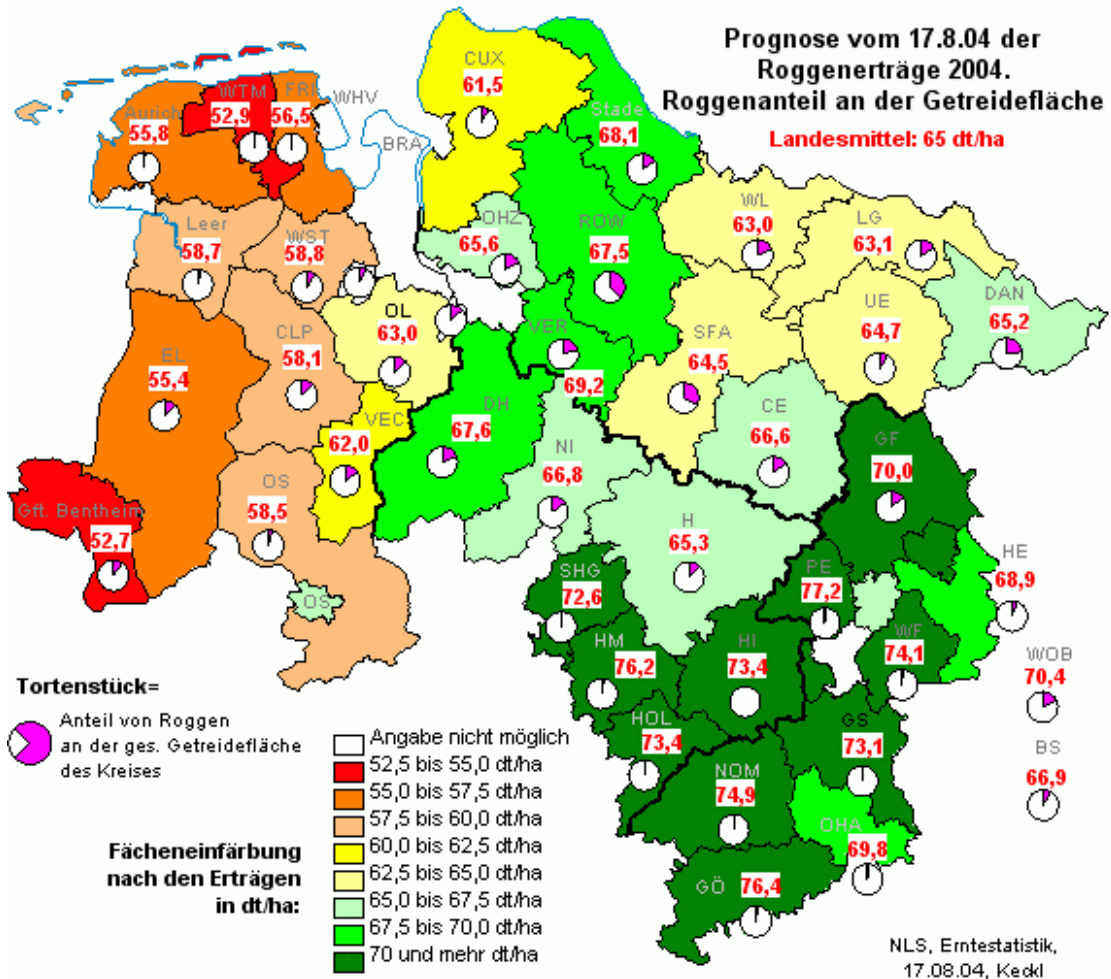 Prognose vom 17.8.04 der
Roggenerträge 2004.
Roggenanteil an der Getreidefläche
Landesmittel: 65 dt/ha
CUX
61,5
WTM
52,9
FRI
56,5
WHV
BRA
Aurich
55,8
Stade
68,1
Leer
58,7
WST
58,8
OHZ
65,6
ROW
67,5
WL
63,0
LG
63,1
DAN
65,2
UE
64,7
OL
63,0
CLP
58,1
EL
55,4
VER
69,2
SFA
64,5
CE
66,6
VEC
62,0
DH
67,6
NI
66,8
GF
70,0
Gft. Bentheim
52,7
OS
58,5
OS
H
65,3
SHG
72,6
PE
77,2
HE
68,9
HM
76,2
HI
73,4
WF
74,1
WOB
70,4
HOL
73,4
GS
73,1
BS
66,9
NOM
74,9
OHA
69,8
GÖ
76,4
Tortenstück=
Anteil von Roggen
an der ges. Getreidefläche
des Kreises
Fächeneinfärbung
nach den Erträgen
in dt/ha:
Angabe nicht möglich
52,5 bis 55,0 dt/ha
55,0 bis 57,5 dt/ha
57,5 bis 60,0 dt/ha
60,0 bis 62,5 dt/ha
62,5 bis 65,0 dt/ha
65,0 bis 67,5 dt/ha
67,5 bis 70,0 dt/ha
70 und mehr dt/ha
NLS, Erntestatistik,
17.08.04, Keckl